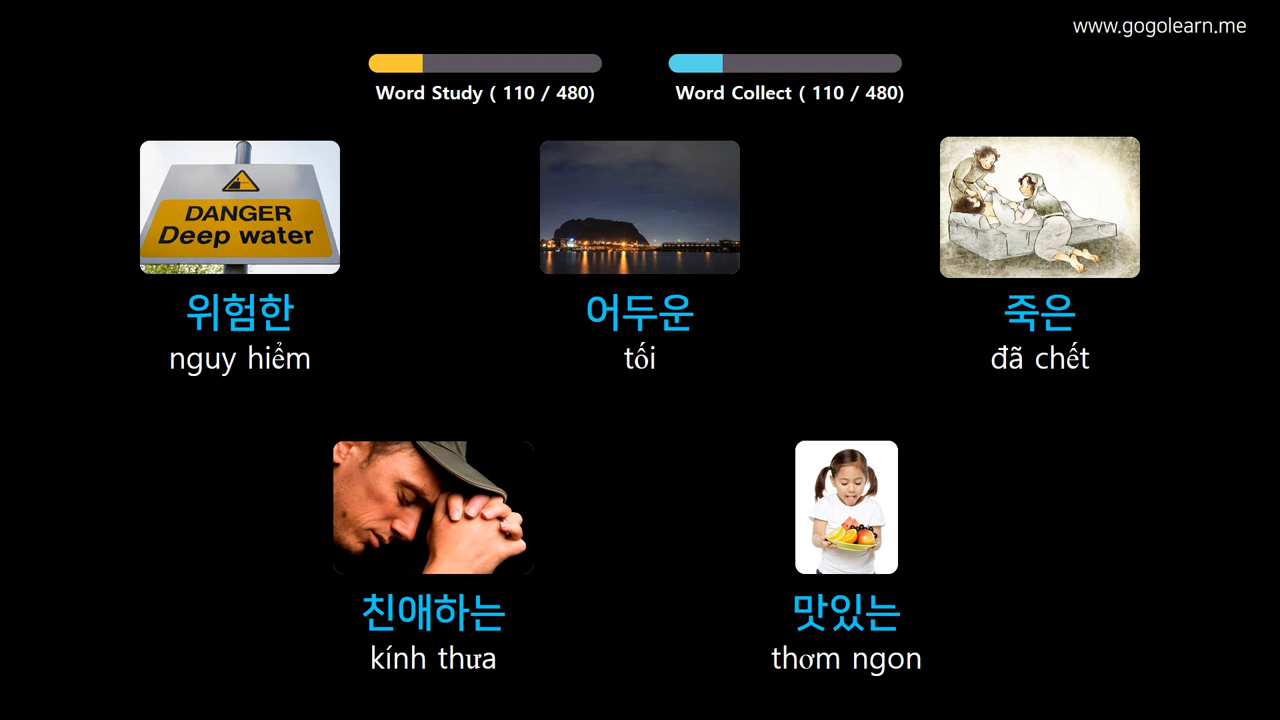 www.gogolearn.me
Word Study ( 110 / 480)
Word Collect ( 110 / 480)
DANGER
Deep water
위험한
nguy hiểm
어두운
tối
죽은
đã chết
친애하는
kính thưa
맛있는
thơm ngon